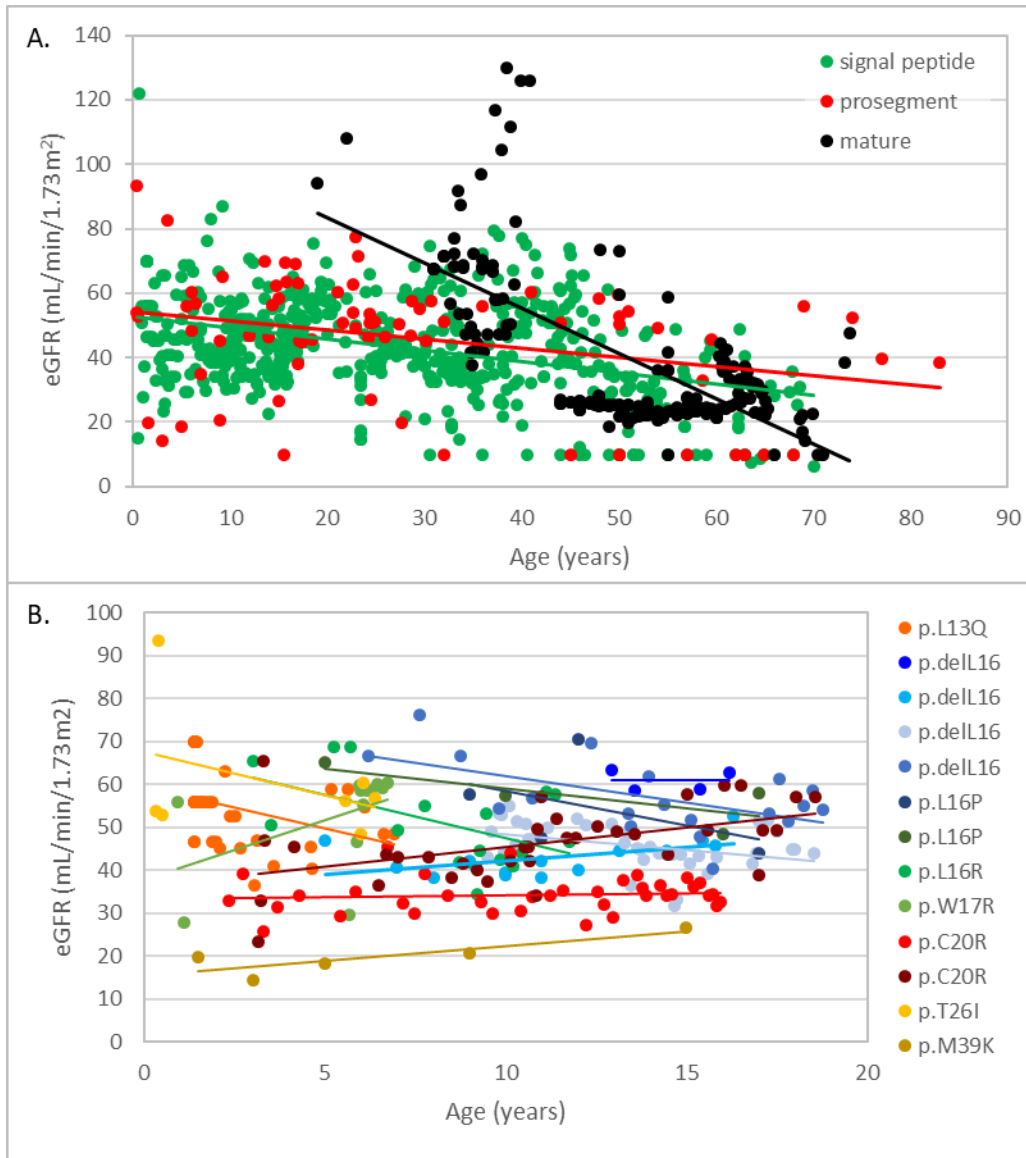 A.
signal peptide
prosegment
mature
eGFR (mL/min/1.73m²)
140
120
100
80
60
40
20
0
0 10 20 30 40 50 60 70 80 90
Age (years)
B.
p.L13Q
p.delL16
p.delL16
p.delL16
p.delL16
p.L16P
p.L16P
p.L16R
p.W17R
p.C20R
p.C20R
p.T26I
p.M39K
eGFR (mL/min/1.73m2)
100
90
80
70
60
50
40
30
20
10
0
0 5 10 15 20
Age (years)